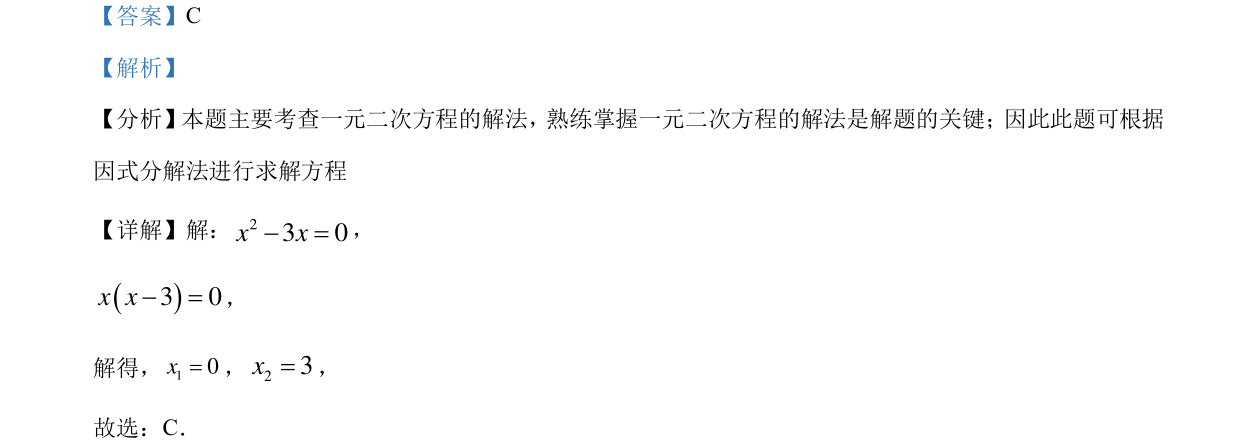 【答案】C
【解析】
【分析】本题主要考查一元二次方程的解法，熟练掌握一元二次方程的解法是解题的关键；因此此题可根据
因式分解法进行求解方程
【详解】解：x² − 3x = 0，
x(x − 3) = 0，
解得，x₁ = 0，x₂ = 3，
故选：C．